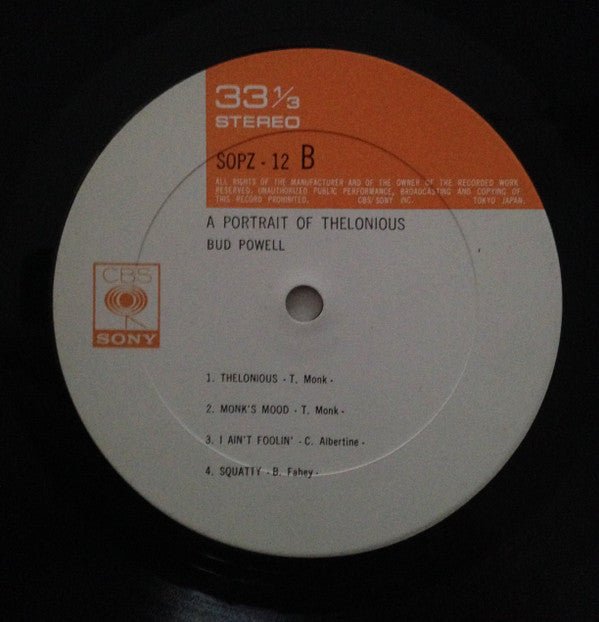 33 1/3
STEREO
SOPZ · 12 B
ALL RIGHTS OF THE MANUFACTURER AND OF THE OWNER OF THE RECORDED WORK
RESERVED. UNAUTHORIZED PUBLIC PERFORMANCE, BROADCASTING AND COPYING OF
THIS RECORD PROHIBITED. CBS/SONY INC. TOKYO JAPAN.
A PORTRAIT OF THELONIOUS
BUD POWELL
CBS
SONY
1. THELONIOUS - T. Monk -
2. MONK'S MOOD - T. Monk -
3. I AIN'T FOOLIN' - C. Albertine -
4. SQUATTY - B. Fahey -